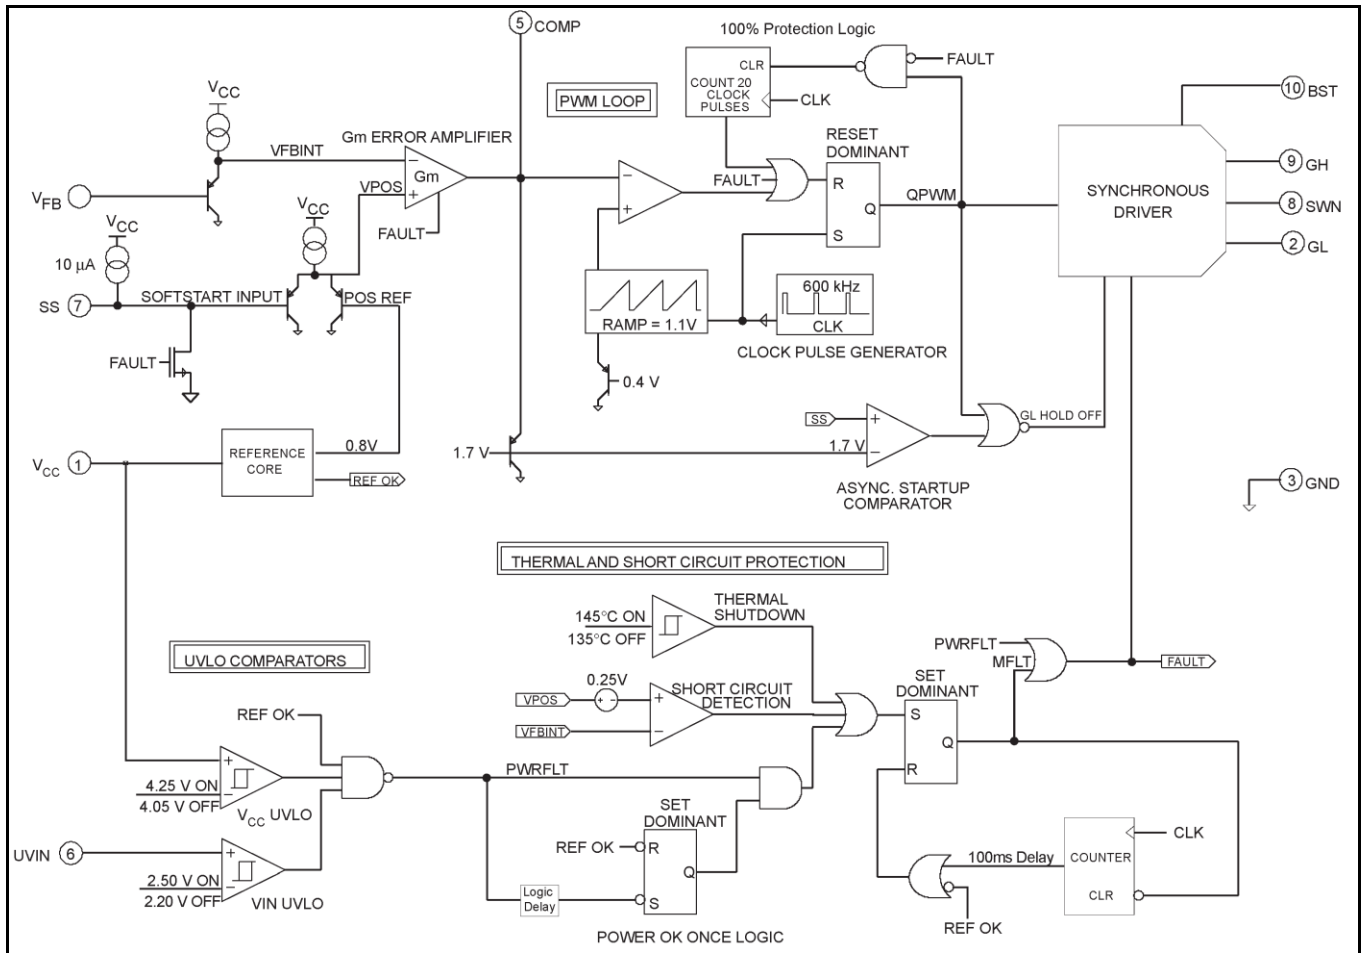 5 COMP
100% Protection Logic
CLR
COUNT 20
CLOCK
PULSES
FAULT
CLK
10 BST
PWM LOOP
VCC
Gm ERROR AMPLIFIER
VFBINT
Gm
VPOS
VFB
FAULT
VCC
VCC
10 µA
SS 7
SOFTSTART INPUT
POS REF
FAULT
RESET
DOMINANT
R
Q
S
FAULT
QPWM
SYNCHRONOUS
DRIVER
9 GH
8 SWN
2 GL
RAMP = 1.1V
600 kHz
CLK
CLOCK PULSE GENERATOR
0.4 V
SS
1.7 V
1.7 V
GL HOLD OFF
ASYNC. STARTUP
COMPARATOR
VCC 1
REFERENCE
CORE
0.8V
REF OK
3 GND
THERMAL AND SHORT CIRCUIT PROTECTION
145°C ON
135°C OFF
THERMAL
SHUTDOWN
UVLO COMPARATORS
VPOS
0.25V
+ -
VFBINT
SHORT CIRCUIT
DETECTION
SET
DOMINANT
S
Q
R
PWRFLT
MFLT
FAULT
REF OK
4.25 V ON
4.05 V OFF
VCC UVLO
PWRFLT
UVIN 6
2.50 V ON
2.20 V OFF
VIN UVLO
SET
DOMINANT
REF OK
R
Q
S
Logic
Delay
POWER OK ONCE LOGIC
100ms Delay
COUNTER
CLR
CLK
REF OK